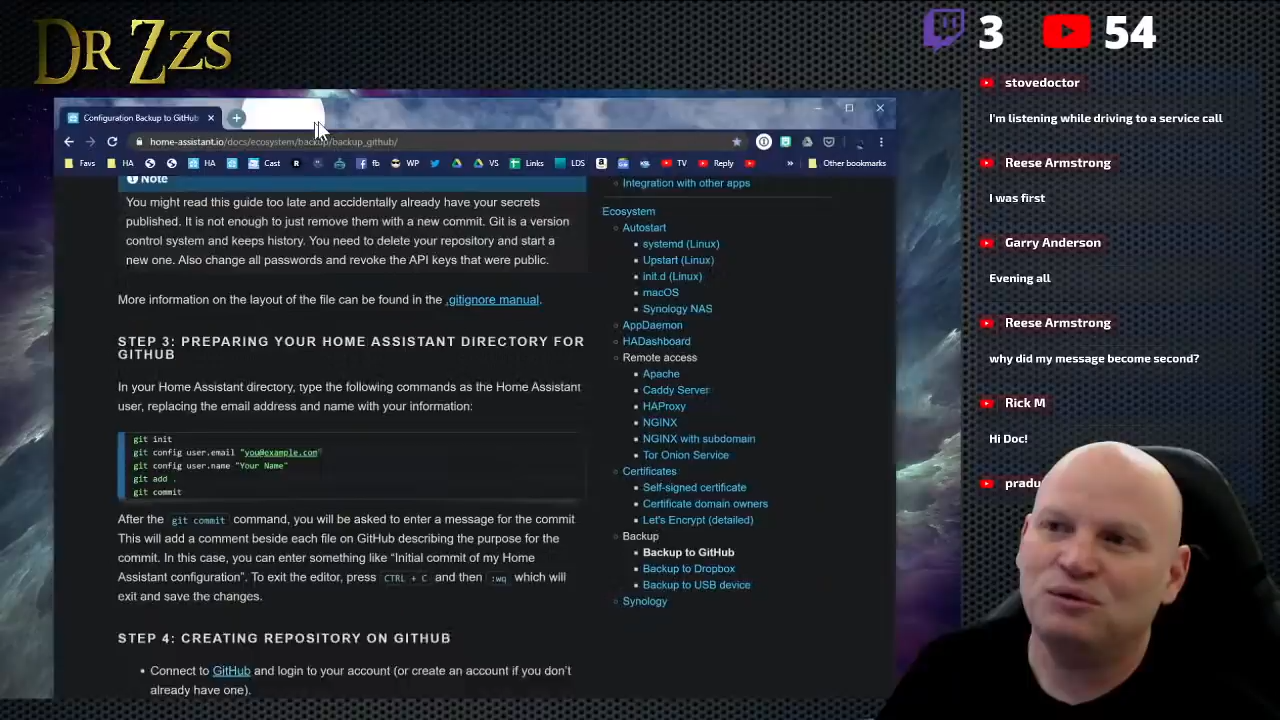 DR ZZS
3
54
Configuration Backup to GitHub
home-assistant.io/docs/ecosystem/backup/backup_github/
Favs
HA
HA
Cast
R
fb
WP
VS
Links
LDS
TV
Reply
»
Other bookmarks
Note
You might read this guide too late and accidentally already have your secrets
published. It is not enough to just remove them with a new commit. Git is a version
control system and keeps history. You need to delete your repository and start a
new one. Also change all passwords and revoke the API keys that were public.
More information on the layout of the file can be found in the .gitignore manual.
STEP 3: PREPARING YOUR HOME ASSISTANT DIRECTORY FOR
GITHUB
In your Home Assistant directory, type the following commands as the Home Assistant
user, replacing the email address and name with your information:
git init
git config user.email "you@example.com"
git config user.name "Your Name"
git add .
git commit
After the git commit command, you will be asked to enter a message for the commit
This will add a comment beside each file on GitHub describing the purpose for the
commit. In this case, you can enter something like “Initial commit of my Home
Assistant configuration”. To exit the editor, press CTRL + C and then :wq which will
exit and save the changes.
STEP 4: CREATING REPOSITORY ON GITHUB
• Connect to GitHub and login to your account (or create an account if you don’t
already have one).
Integration with other apps
Ecosystem
Autostart
systemd (Linux)
Upstart (Linux)
init.d (Linux)
macOS
Synology NAS
AppDaemon
HADashboard
Remote access
Apache
Caddy Server
HAProxy
NGINX
NGINX with subdomain
Tor Onion Service
Certificates
Self-signed certificate
Certificate domain owners
Let's Encrypt (detailed)
Backup
Backup to GitHub
Backup to Dropbox
Backup to USB device
Synology
stovedoctor
I'm listening while driving to a service call
Reese Armstrong
I was first
Garry Anderson
Evening all
Reese Armstrong
why did my message become second?
Rick M
Hi Doc!
pradu